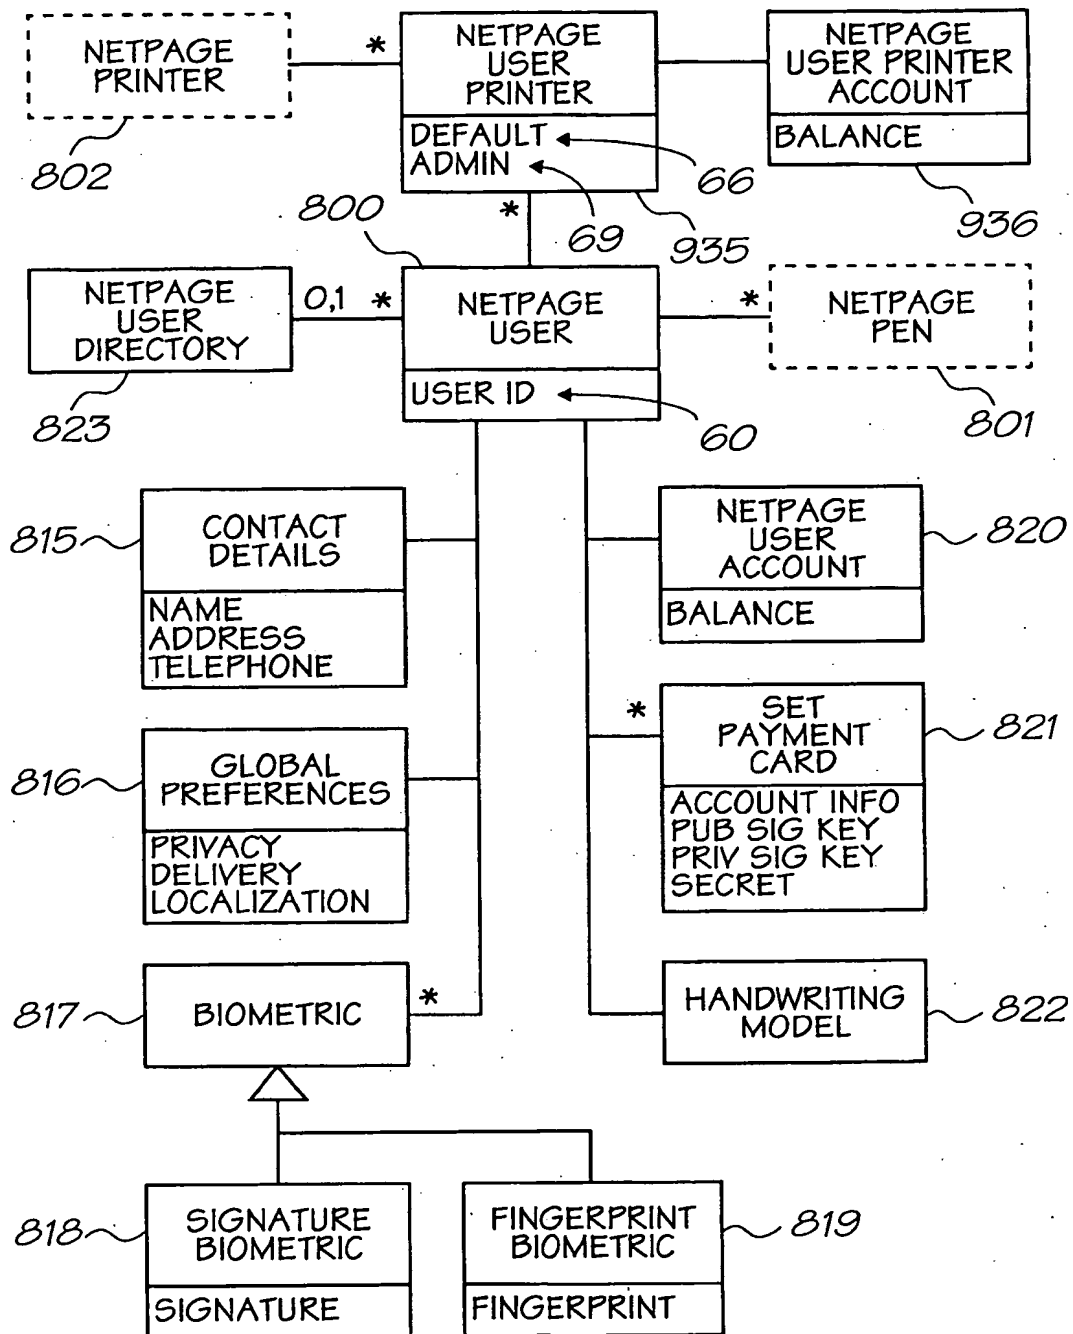 NETPAGE
PRINTER
802
*
NETPAGE
USER
PRINTER
DEFAULT
ADMIN
66
69
935
*
NETPAGE
USER PRINTER
ACCOUNT
BALANCE
936
800
NETPAGE
USER
DIRECTORY
823
0,1 *
NETPAGE
USER
USER ID
60
*
NETPAGE
PEN
801
815
CONTACT
DETAILS
NAME
ADDRESS
TELEPHONE
NETPAGE
USER
ACCOUNT
BALANCE
820
816
GLOBAL
PREFERENCES
PRIVACY
DELIVERY
LOCALIZATION
*
SET
PAYMENT
CARD
ACCOUNT INFO
PUB SIG KEY
PRIV SIG KEY
SECRET
821
817
BIOMETRIC
*
HANDWRITING
MODEL
822
818
SIGNATURE
BIOMETRIC
SIGNATURE
FINGERPRINT
BIOMETRIC
FINGERPRINT
819